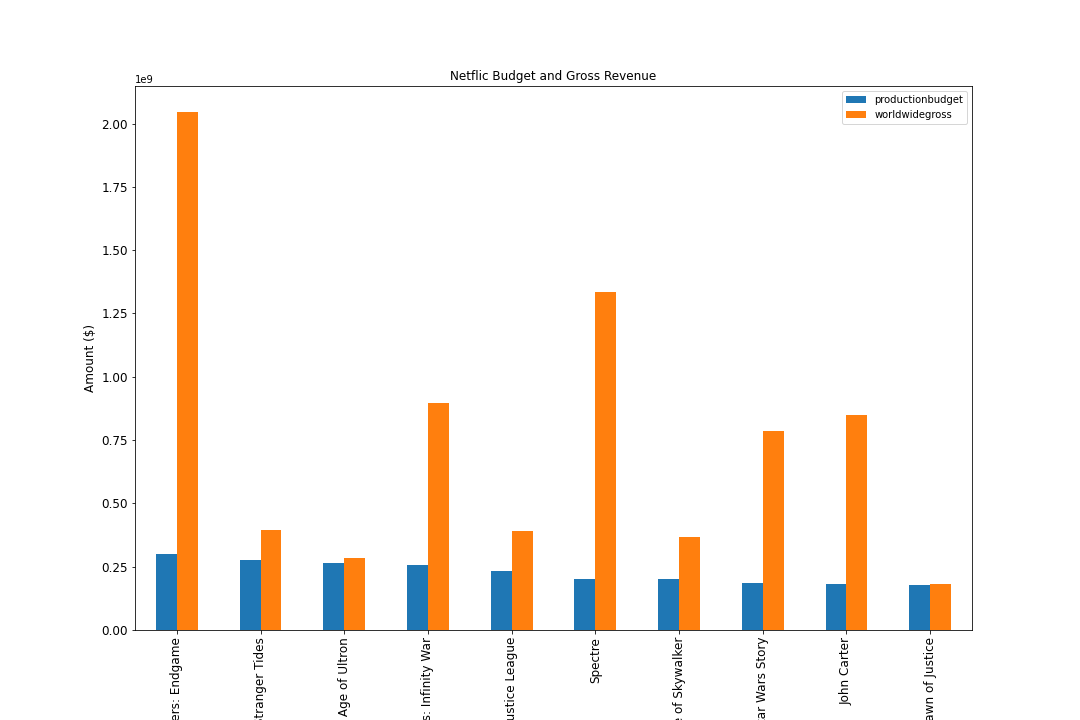 Netflic Budget and Gross Revenue
1e9
productionbudget
worldwidegross
2.00
1.75
1.50
1.25
1.00
0.75
0.50
0.25
0.00
Amount ($)
ers: Endgame
Stranger Tides
Age of Ultron
s: Infinity War
ustice League
Spectre
e of Skywalker
ar Wars Story
John Carter
awn of Justice